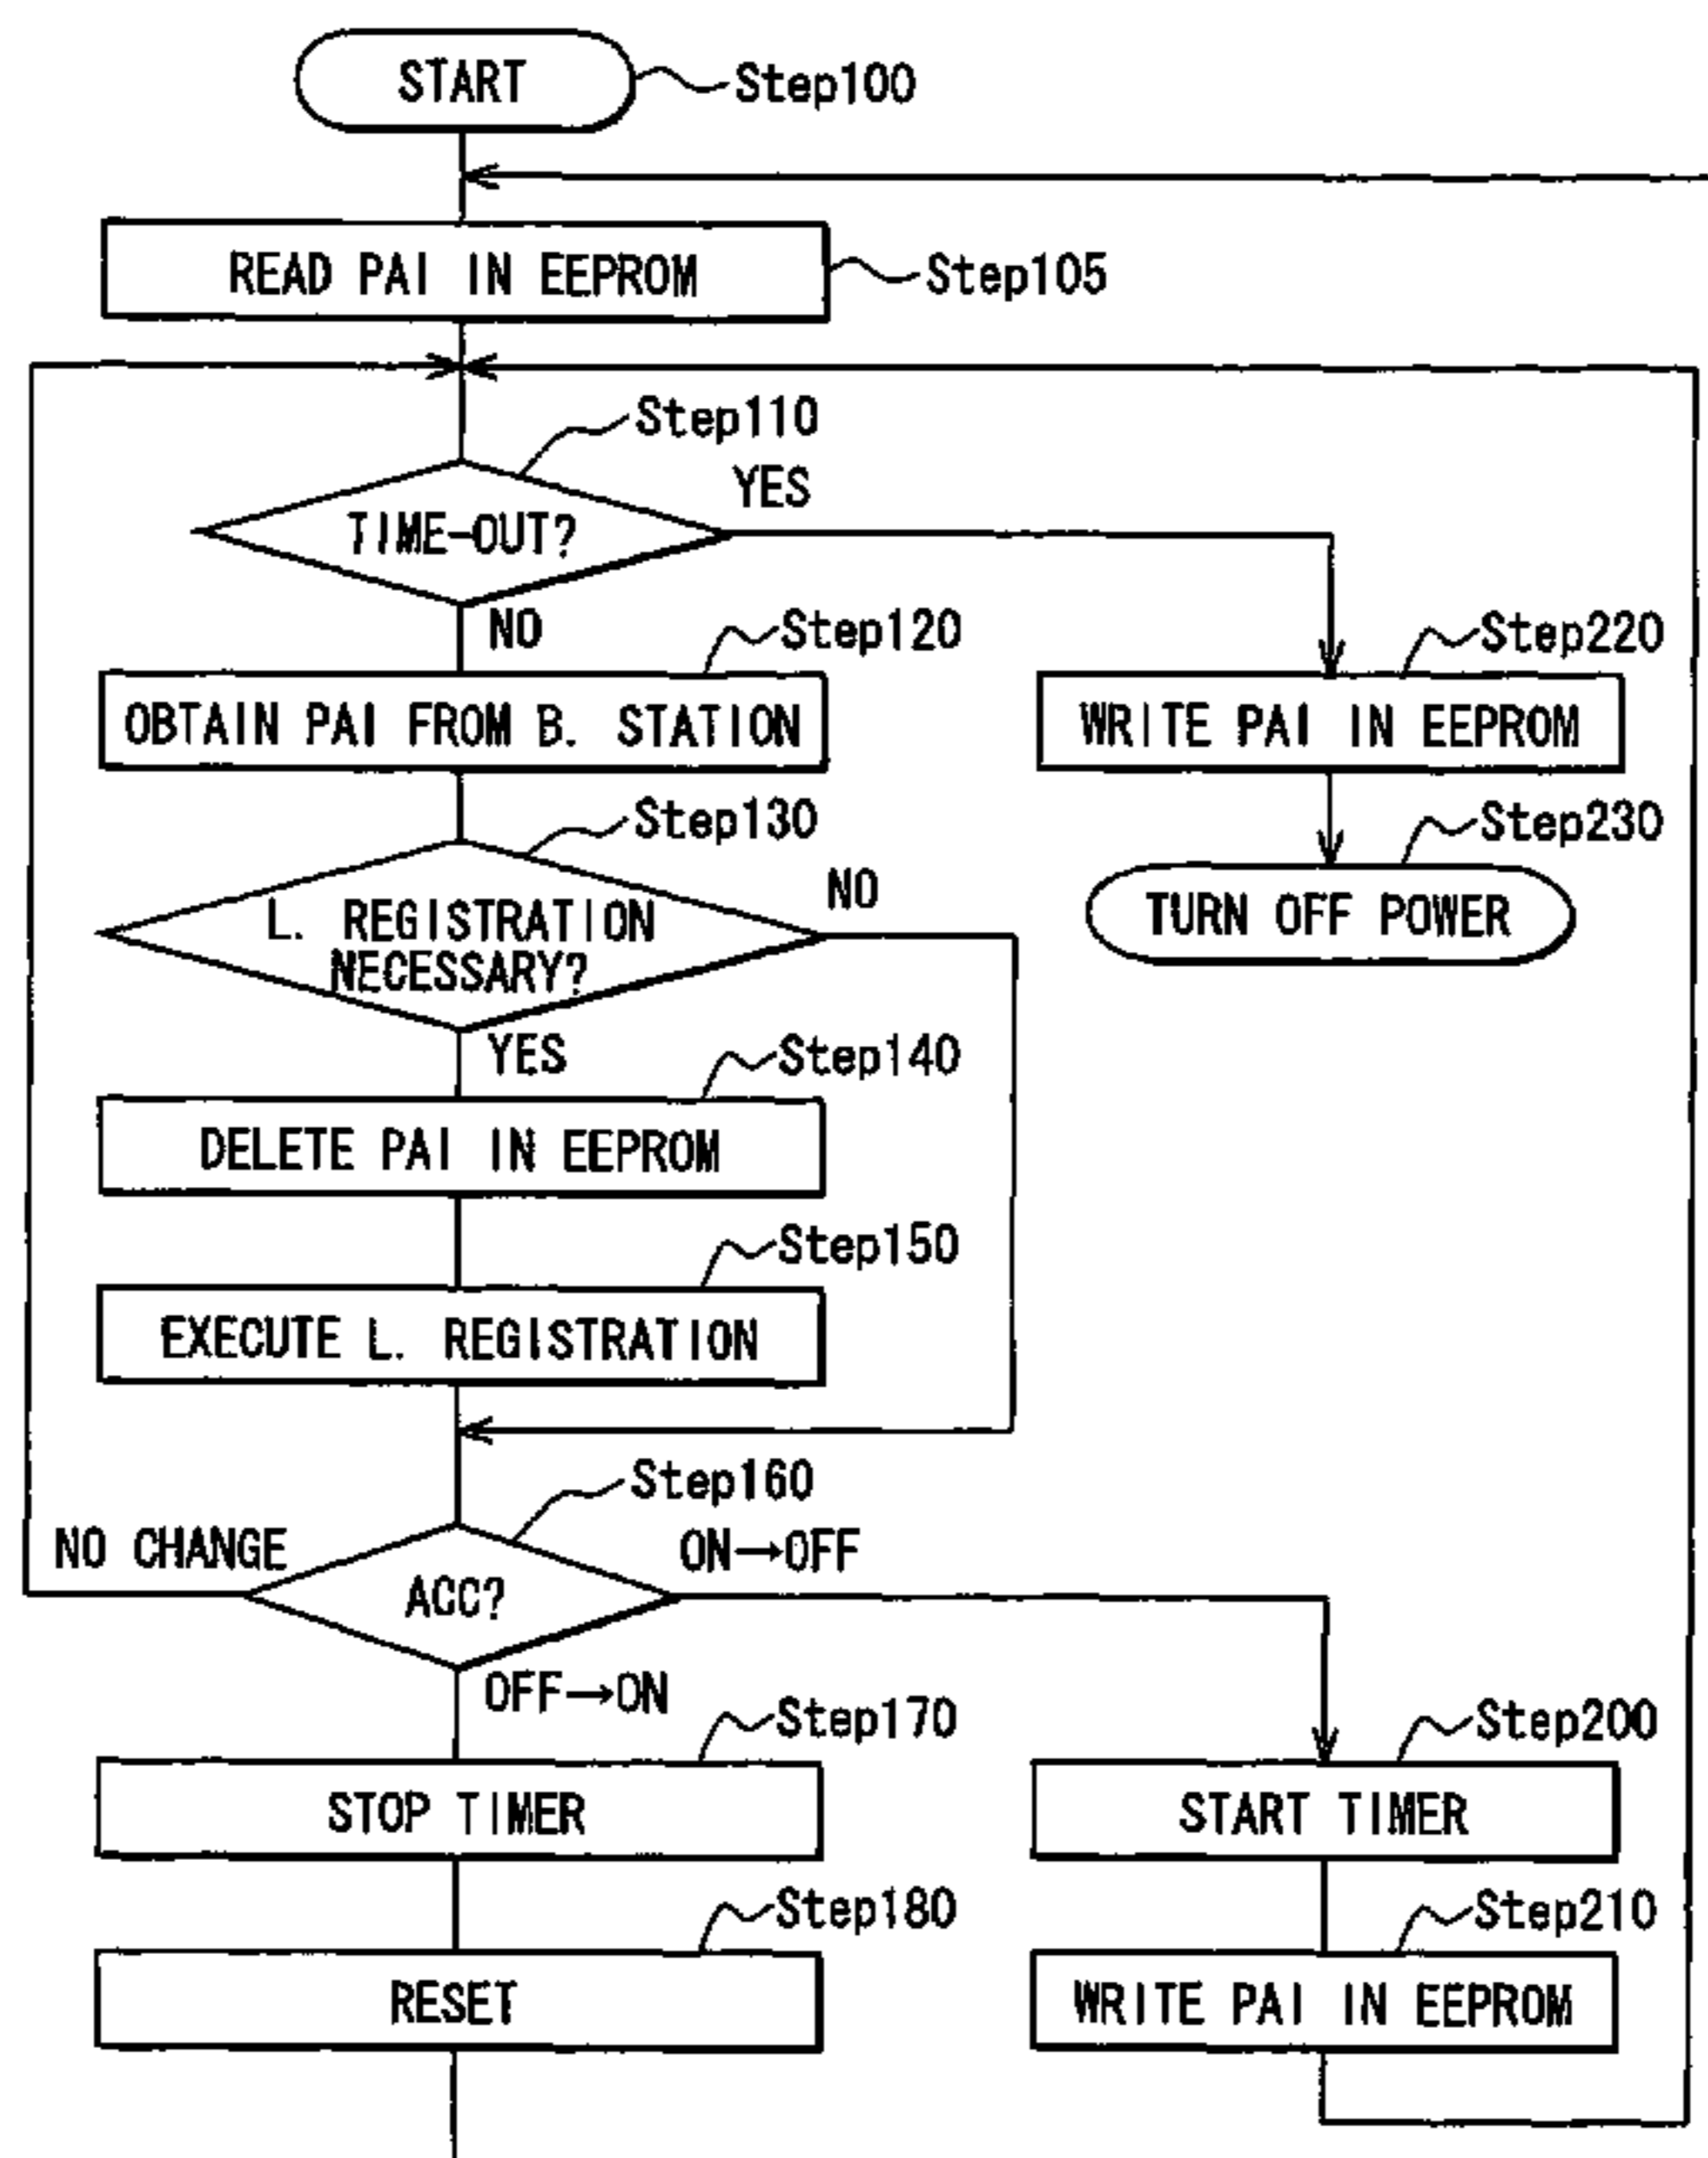 START
Step100
READ PAI IN EEPROM
Step105
Step110
YES
TIME-OUT?
NO
Step120
Step220
OBTAIN PAI FROM B. STATION
WRITE PAI IN EEPROM
Step130
Step230
NO
TURN OFF POWER
L. REGISTRATION
NECESSARY?
YES
Step140
DELETE PAI IN EEPROM
Step150
EXECUTE L. REGISTRATION
Step160
NO CHANGE
ON→OFF
ACC?
OFF→ON
Step170
Step200
STOP TIMER
START TIMER
Step180
Step210
RESET
WRITE PAI IN EEPROM